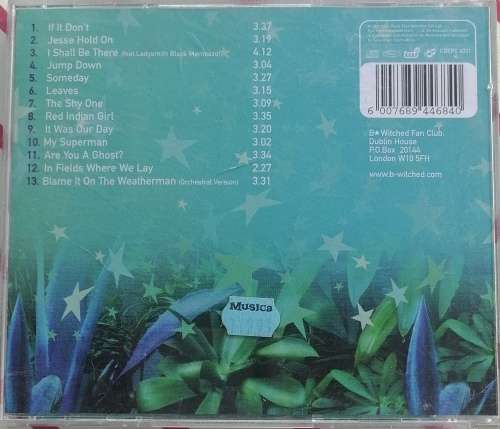 1. If It Don't 3.37
2. Jesse Hold On 3.19
3. I Shall Be There (feat. Ladysmith Black Mambazo) 4.12
4. Jump Down 3.04
5. Someday 3.27
6. Leaves 3.15
7. The Shy One 3.09
8. Red Indian Girl 3.35
9. It Was Our Day 3.20
10. My Superman 3.02
11. Are You A Ghost? 3.34
12. In Fields Where We Lay 2.27
13. Blame It On The Weatherman (Orchestral Version) 3.31
6 007689 446840
B★Witched Fan Club
Dublin House
P.O.Box 20144
London W10 5FH
www.b-witched.com
Musica